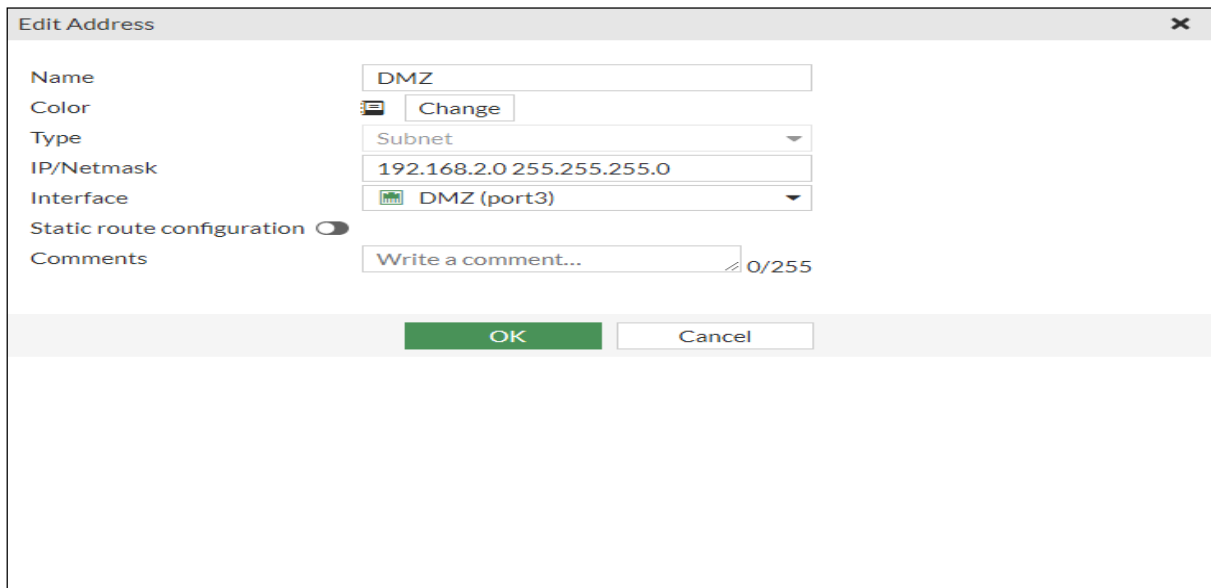 Edit Address
Name DMZ
Color Change
Type Subnet
IP/Netmask 192.168.2.0 255.255.255.0
Interface DMZ (port3)
Static route configuration
Comments Write a comment... 0/255
OK Cancel